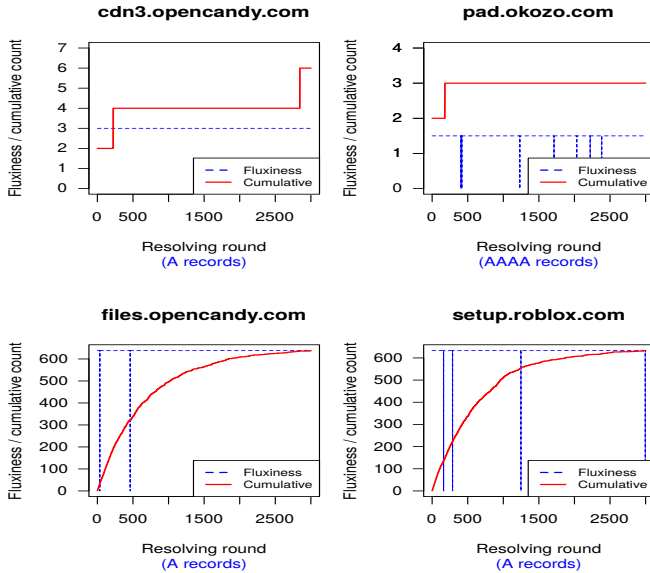 cdn3.opencandy.com
Fluxiness / cumulative count
7
6
5
4
3
2
1
0
Fluxiness
Cumulative
0 500 1500 2500
Resolving round
(A records)
pad.okozo.com
Fluxiness / cumulative count
4
3
2
1
0
Fluxiness
Cumulative
0 500 1500 2500
Resolving round
(AAAA records)
files.opencandy.com
Fluxiness / cumulative count
600
500
400
300
200
100
0
Fluxiness
Cumulative
0 500 1500 2500
Resolving round
(A records)
setup.roblox.com
Fluxiness / cumulative count
600
500
400
300
200
100
0
Fluxiness
Cumulative
0 500 1500 2500
Resolving round
(A records)